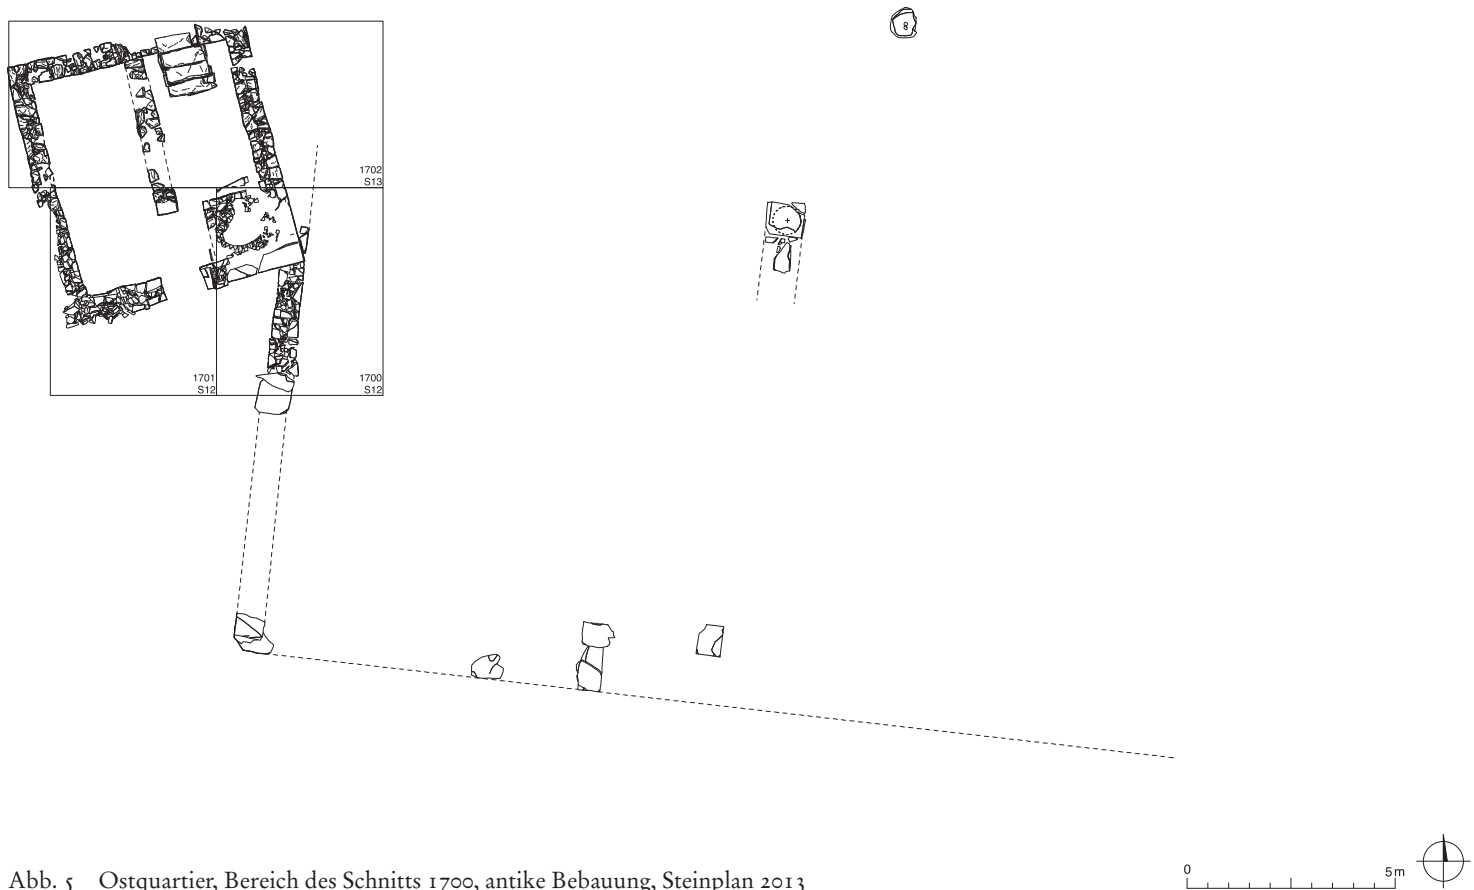 8
1702
S13
1701
S12
1700
S12
0
5m
Abb. 5 Ostquartier, Bereich des Schnitts 1700, antike Bebauung, Steinplan 2013